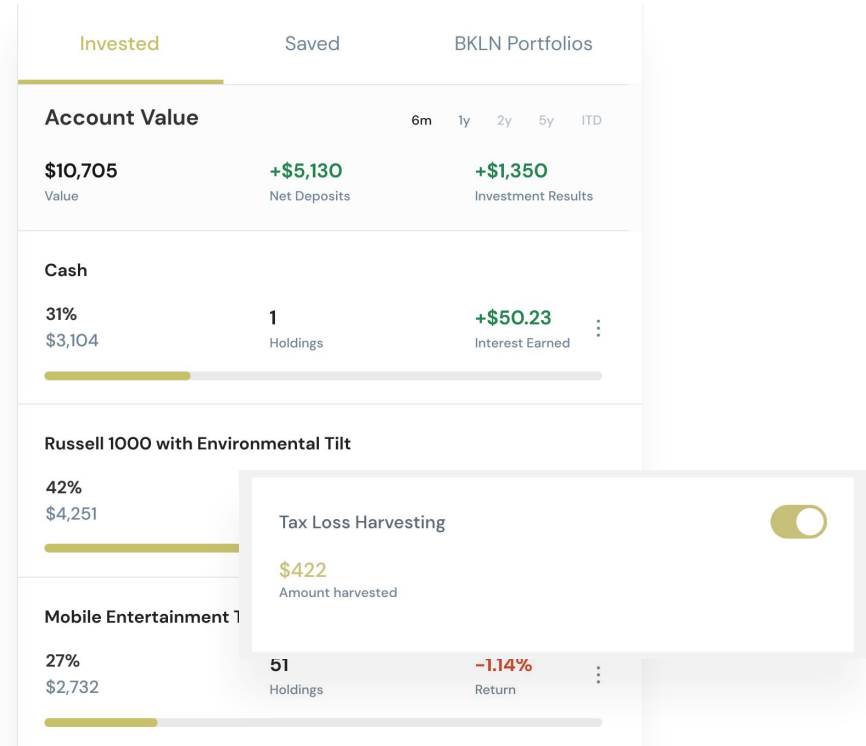 Invested Saved BKLN Portfolios
Account Value 6m 1y 2y 5y ITD
$10,705 +$5,130 +$1,350
Value Net Deposits Investment Results
Cash
31% 1 +$50.23
$3,104 Holdings Interest Earned
Russell 1000 with Environmental Tilt
42%
$4,251
Tax Loss Harvesting
$422
Amount harvested
Mobile Entertainment
27% 51 -1.14%
$2,732 Holdings Return